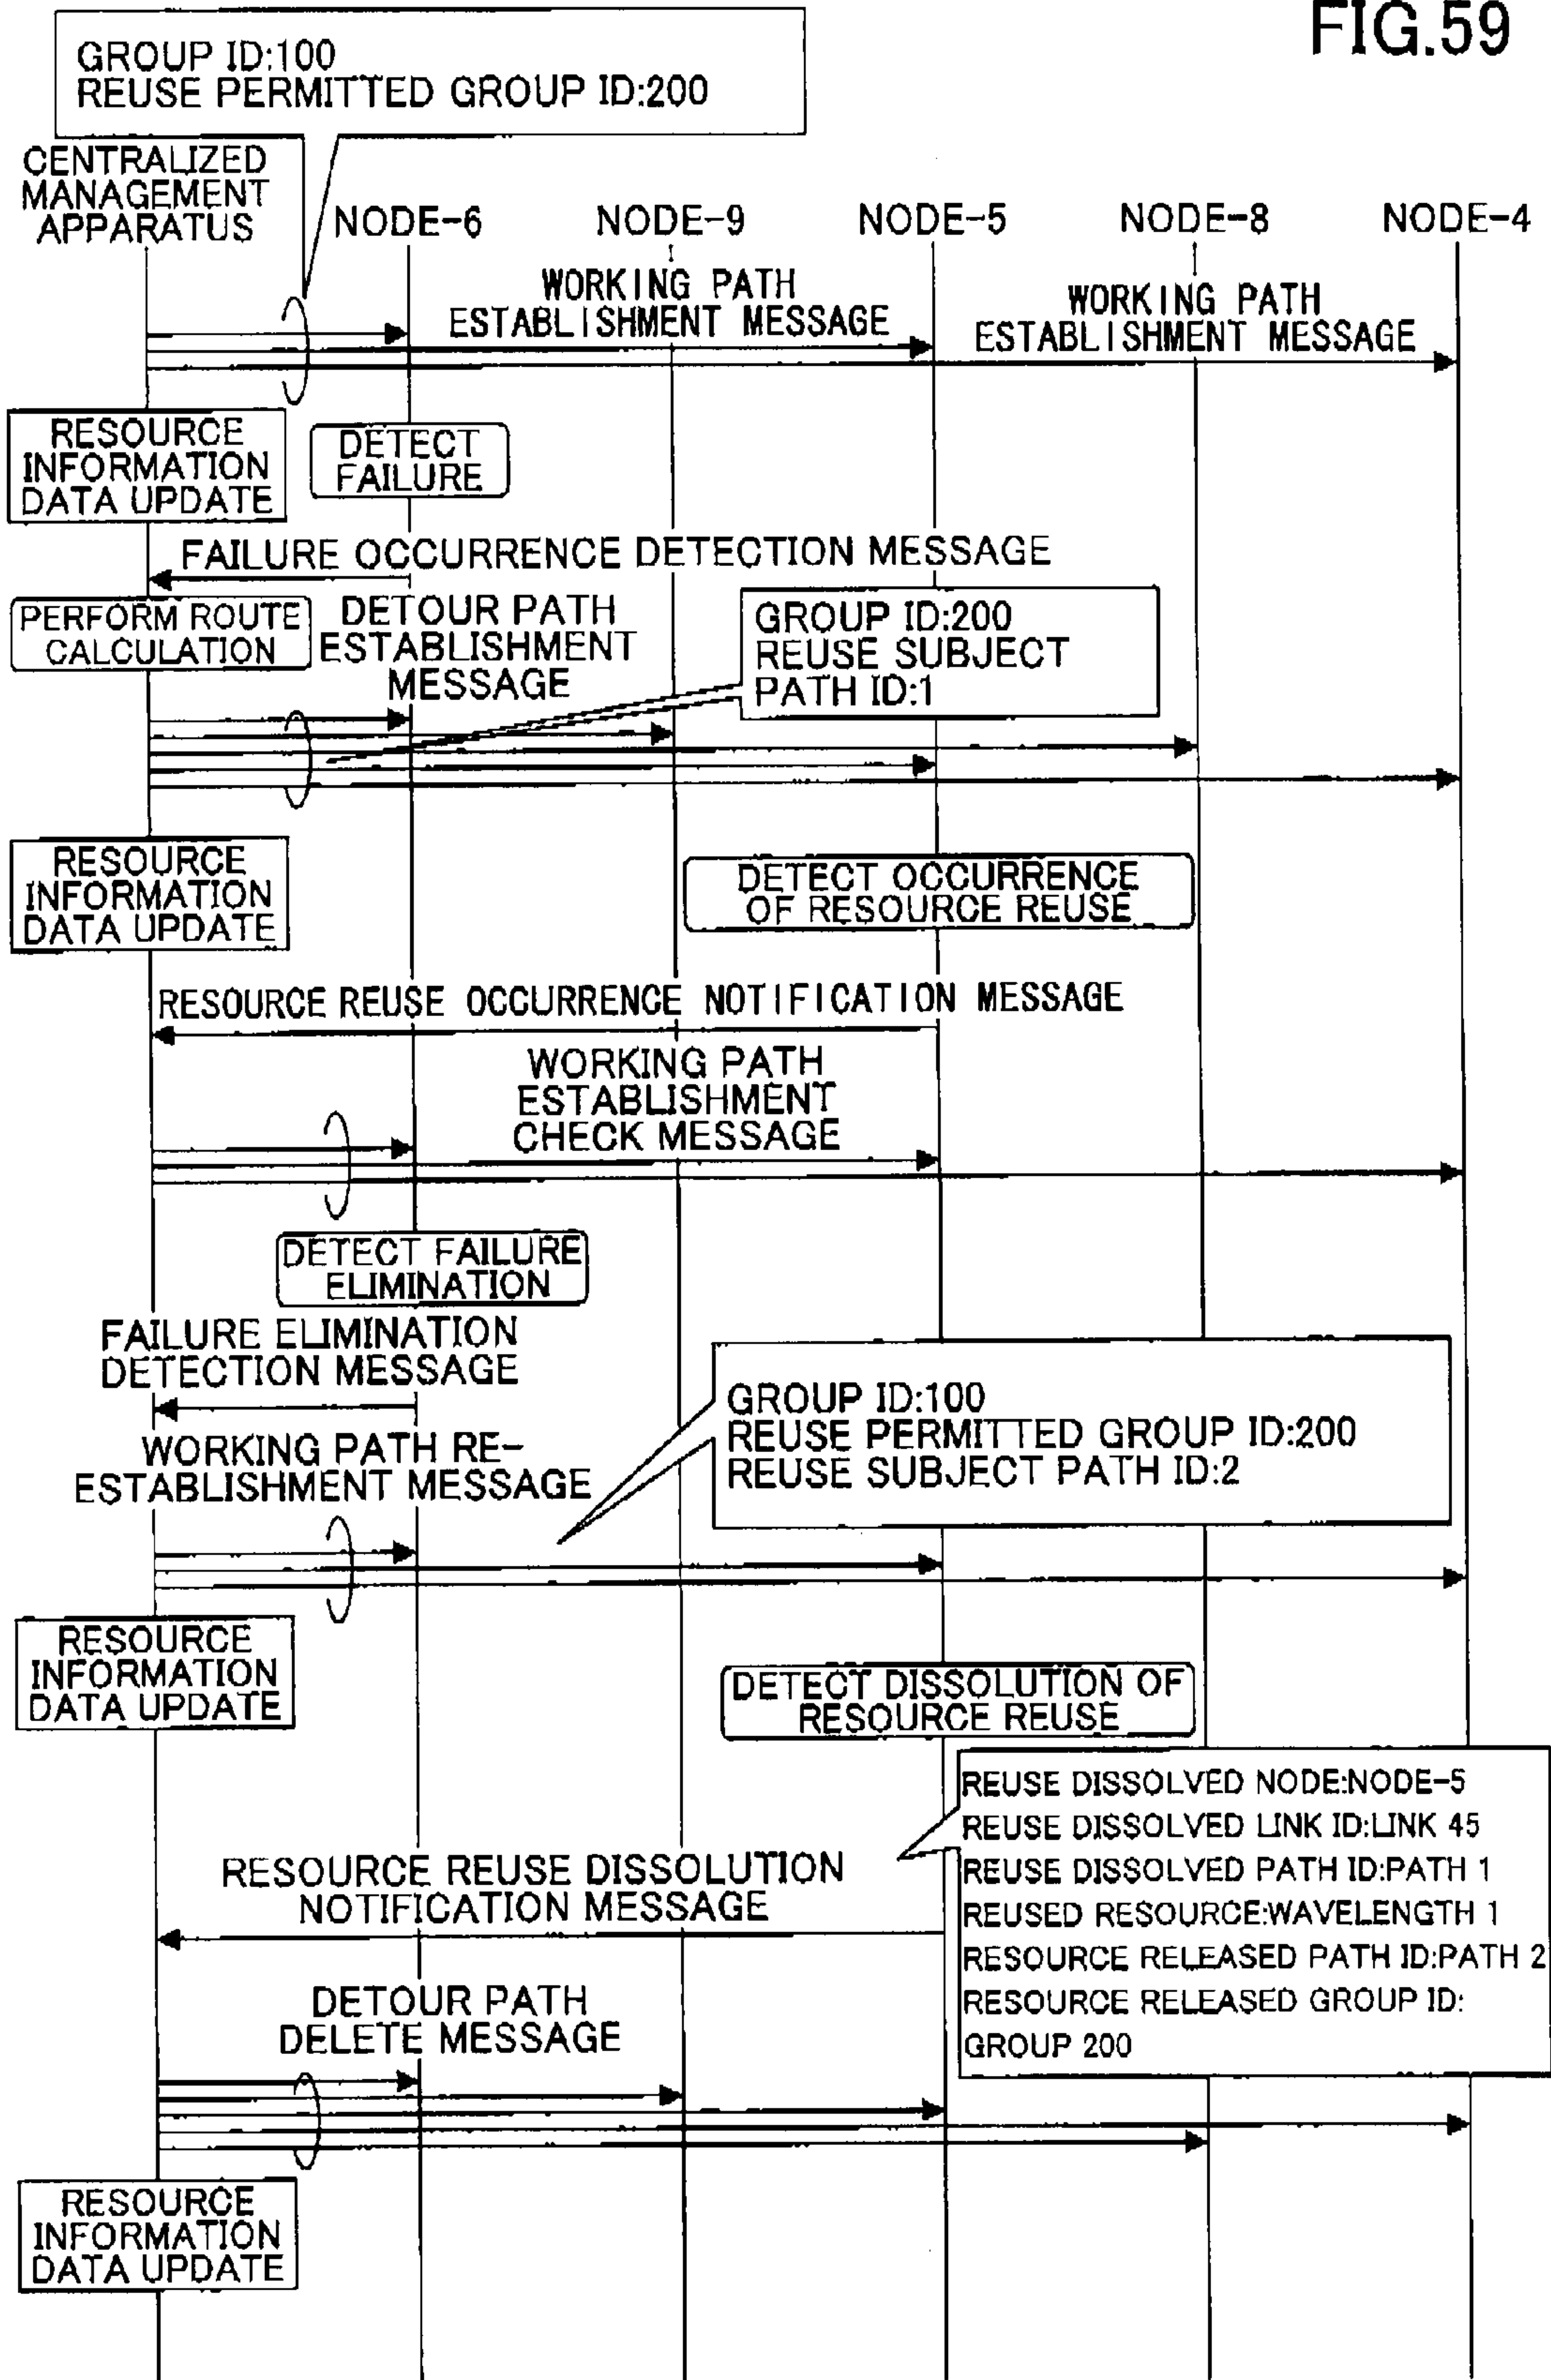 FIG.59
GROUP ID:100
REUSE PERMITTED GROUP ID:200
CENTRALIZED
MANAGEMENT
APPARATUS
NODE-6
NODE-9
NODE-5
NODE-8
NODE-4
WORKING PATH
ESTABLISHMENT MESSAGE
WORKING PATH
ESTABLISHMENT MESSAGE
RESOURCE
INFORMATION
DATA UPDATE
DETECT
FAILURE
FAILURE OCCURRENCE DETECTION MESSAGE
PERFORM ROUTE
CALCULATION
DETOUR PATH
ESTABLISHMENT
MESSAGE
GROUP ID:200
REUSE SUBJECT
PATH ID:1
RESOURCE
INFORMATION
DATA UPDATE
DETECT OCCURRENCE
OF RESOURCE REUSE
RESOURCE REUSE OCCURRENCE NOTIFICATION MESSAGE
WORKING PATH
ESTABLISHMENT
CHECK MESSAGE
DETECT FAILURE
ELIMINATION
FAILURE ELIMINATION
DETECTION MESSAGE
GROUP ID:100
REUSE PERMITTED GROUP ID:200
REUSE SUBJECT PATH ID:2
WORKING PATH RE-
ESTABLISHMENT MESSAGE
RESOURCE
INFORMATION
DATA UPDATE
DETECT DISSOLUTION OF
RESOURCE REUSE
REUSE DISSOLVED NODE:NODE-5
REUSE DISSOLVED LINK ID:LINK 45
REUSE DISSOLVED PATH ID:PATH 1
REUSED RESOURCE:WAVELENGTH 1
RESOURCE RELEASED PATH ID:PATH 2
RESOURCE RELEASED GROUP ID:
GROUP 200
RESOURCE REUSE DISSOLUTION
NOTIFICATION MESSAGE
DETOUR PATH
DELETE MESSAGE
RESOURCE
INFORMATION
DATA UPDATE